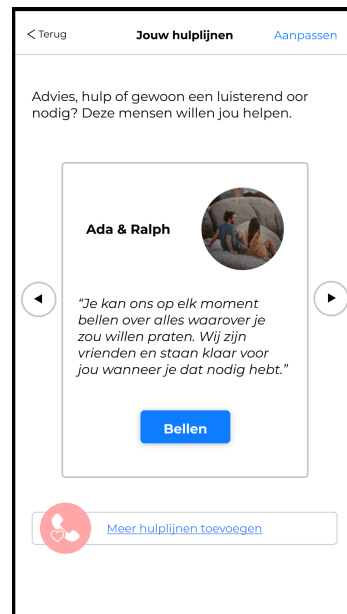 Terug
Jouw hulplijnen
Aanpassen
Advies, hulp of gewoon een luisterend oor
nodig? Deze mensen willen jou helpen.
Ada & Ralph
“Je kan ons op elk moment
bellen over alles waarover je
zou willen praten. Wij zijn
vrienden en staan klaar voor
jou wanneer je dat nodig hebt.”
Bellen
Meer hulplijnen toevoegen